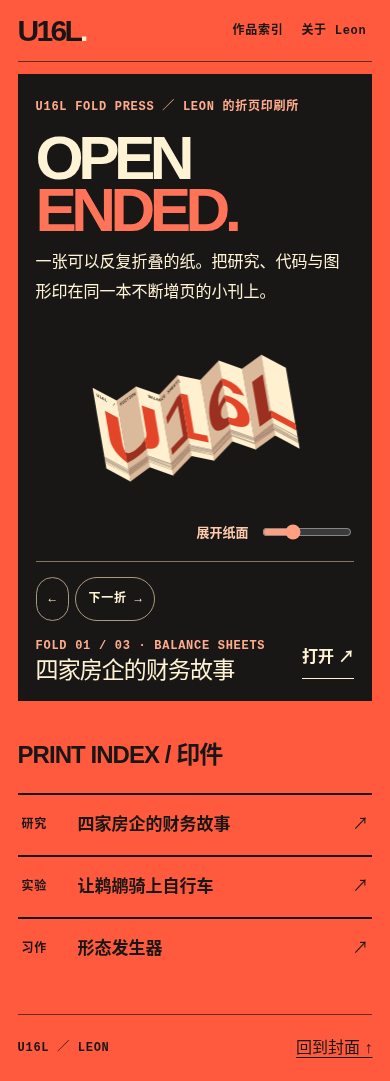 U16L.
作品索引 关于 Leon
U16L FOLD PRESS ／ LEON 的折页印刷所
OPEN
ENDED.
一张可以反复折叠的纸。把研究、代码与图
形印在同一本不断增页的小刊上。
U16L
展开纸面
← 下一折 →
FOLD 01 / 03 · BALANCE SHEETS
四家房企的财务故事
打开 ↗
PRINT INDEX / 印件
研究 四家房企的财务故事 ↗
实验 让鹈鹕骑上自行车 ↗
习作 形态发生器 ↗
U16L ／ LEON
回到封面 ↑